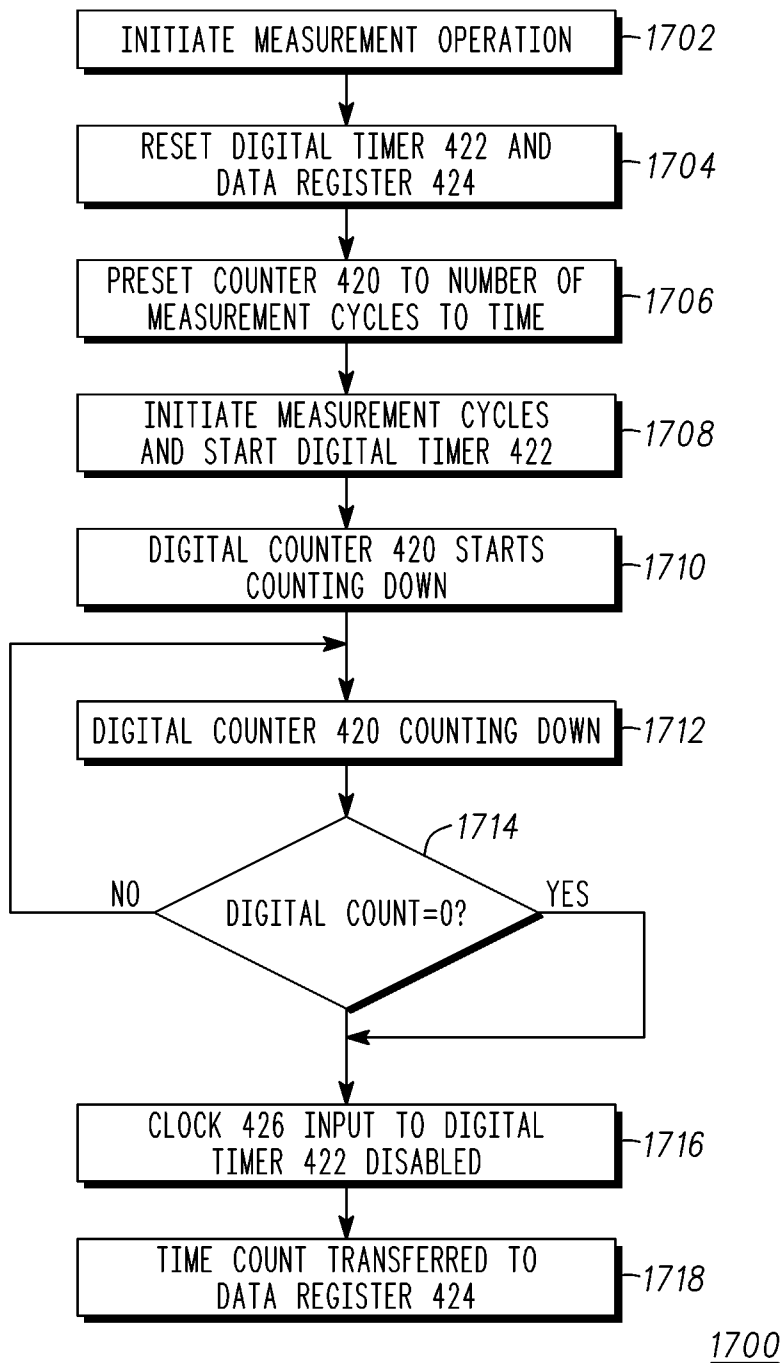 INITIATE MEASUREMENT OPERATION
1702
RESET DIGITAL TIMER 422 AND
DATA REGISTER 424
1704
PRESET COUNTER 420 TO NUMBER OF
MEASUREMENT CYCLES TO TIME
1706
INITIATE MEASUREMENT CYCLES
AND START DIGITAL TIMER 422
1708
DIGITAL COUNTER 420 STARTS
COUNTING DOWN
1710
DIGITAL COUNTER 420 COUNTING DOWN
1712
1714
NO
DIGITAL COUNT=0?
YES
CLOCK 426 INPUT TO DIGITAL
TIMER 422 DISABLED
1716
TIME COUNT TRANSFERRED TO
DATA REGISTER 424
1718
1700